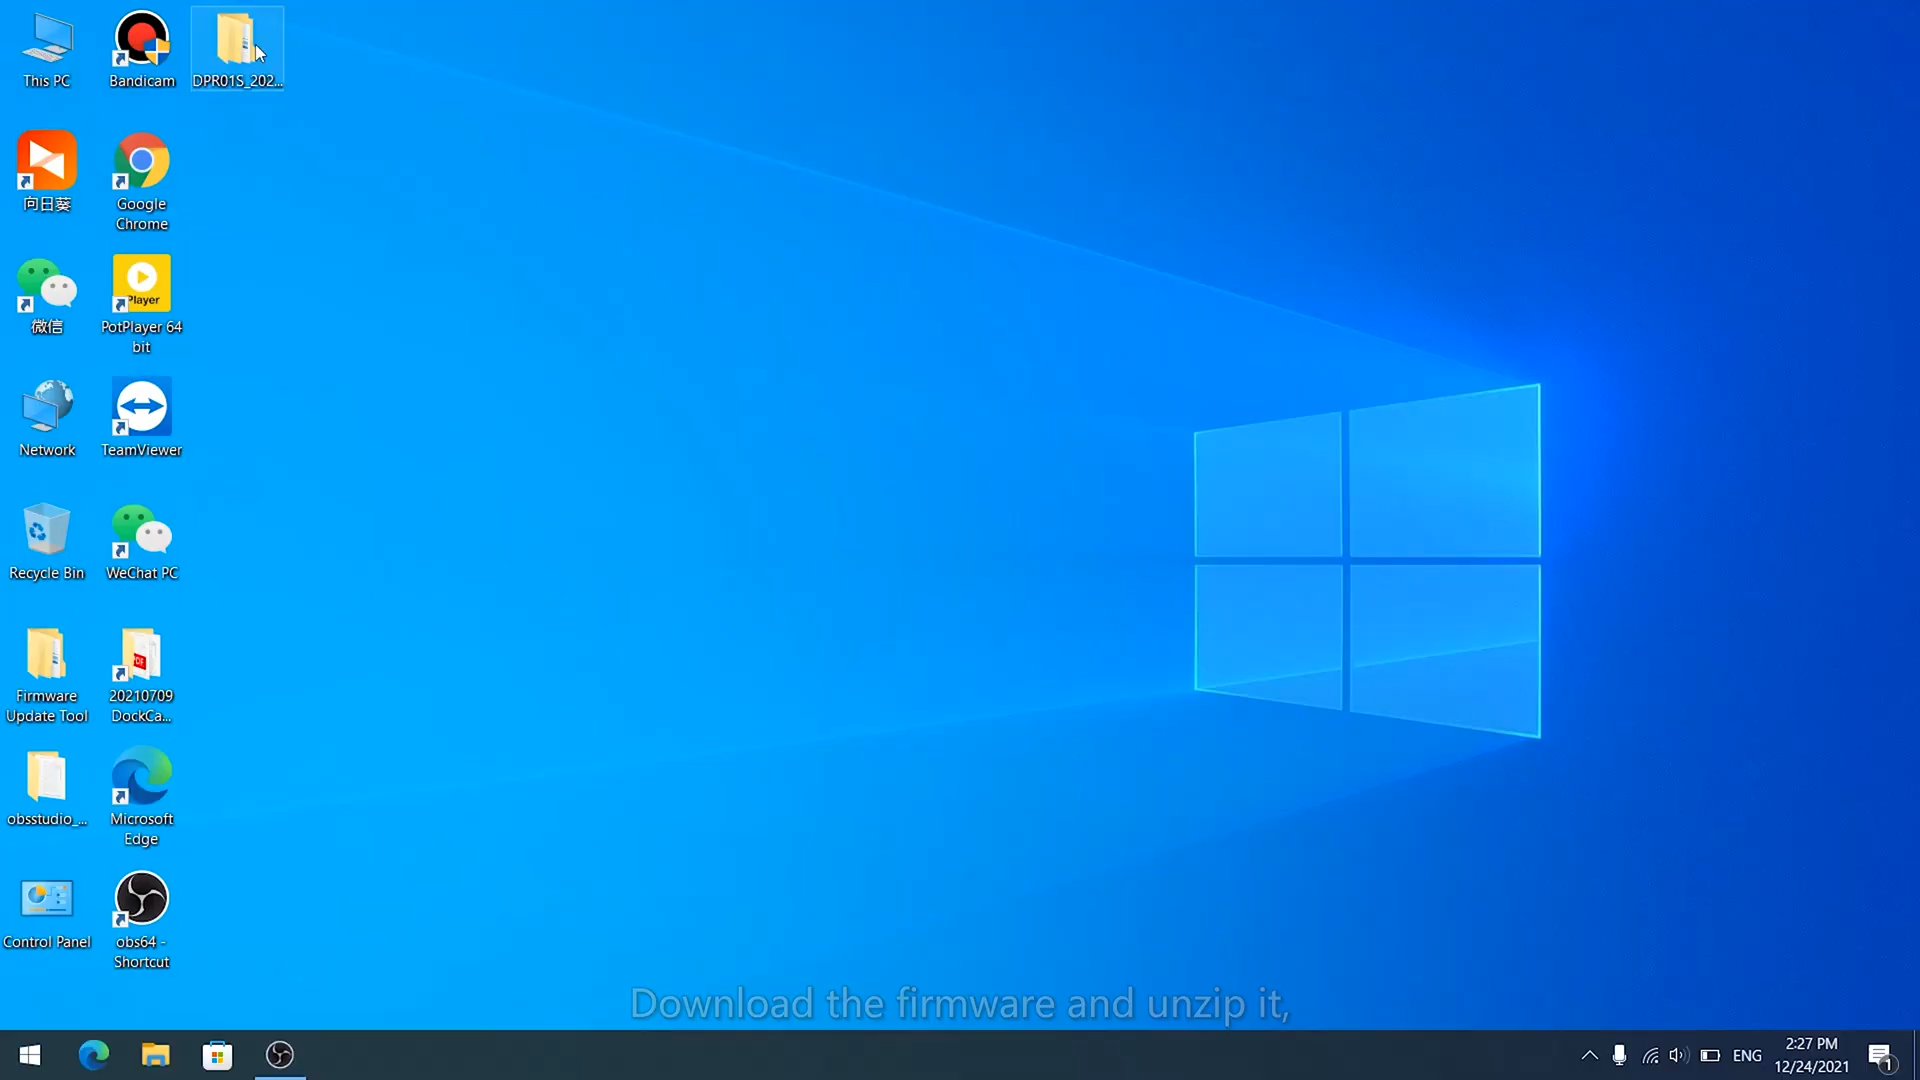 This PC
Bandicam
DPR01S_202...
向日葵
Google
Chrome
微信
Player
PotPlayer 64
bit
Network
TeamViewer
Recycle Bin
WeChat PC
Firmware
Update Tool
PDF
20210709
DockCa...
obsstudio_...
Microsoft
Edge
Control Panel
obs64 -
Shortcut
Download the firmware and unzip it,
ENG
2:27 PM
12/24/2021
1